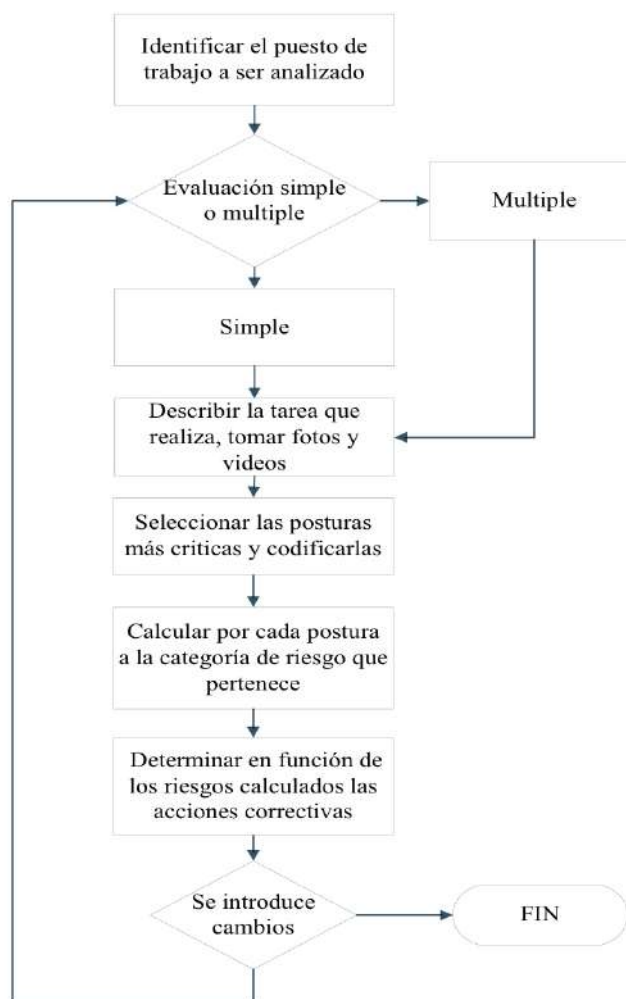 Identificar el puesto de
trabajo a ser analizado
Evaluación simple
o multiple
Multiple
Simple
Describir la tarea que
realiza, tomar fotos y
videos
Seleccionar las posturas
más criticas y codificarlas
Calcular por cada postura
a la categoría de riesgo que
pertenece
Determinar en función de
los riesgos calculados las
acciones correctivas
Se introduce
cambios
FIN